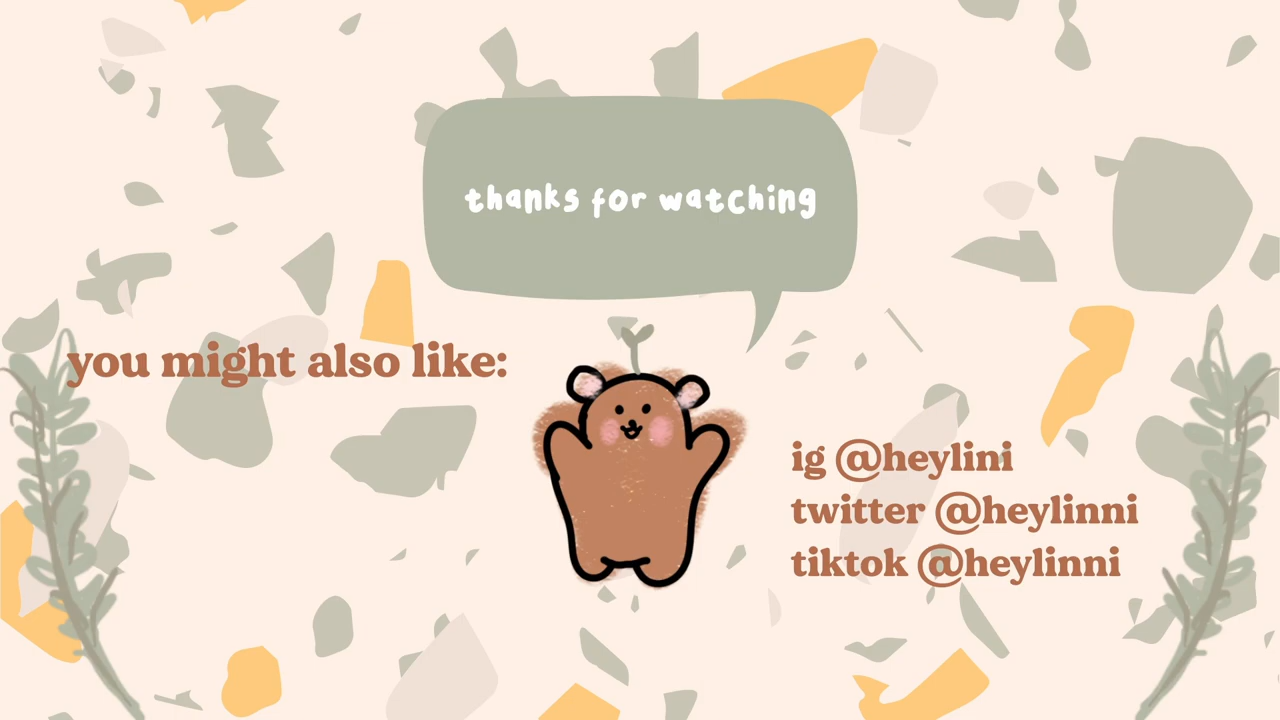 thanks for watching
you might also like:
ig @heylini
twitter @heylinni
tiktok @heylinni